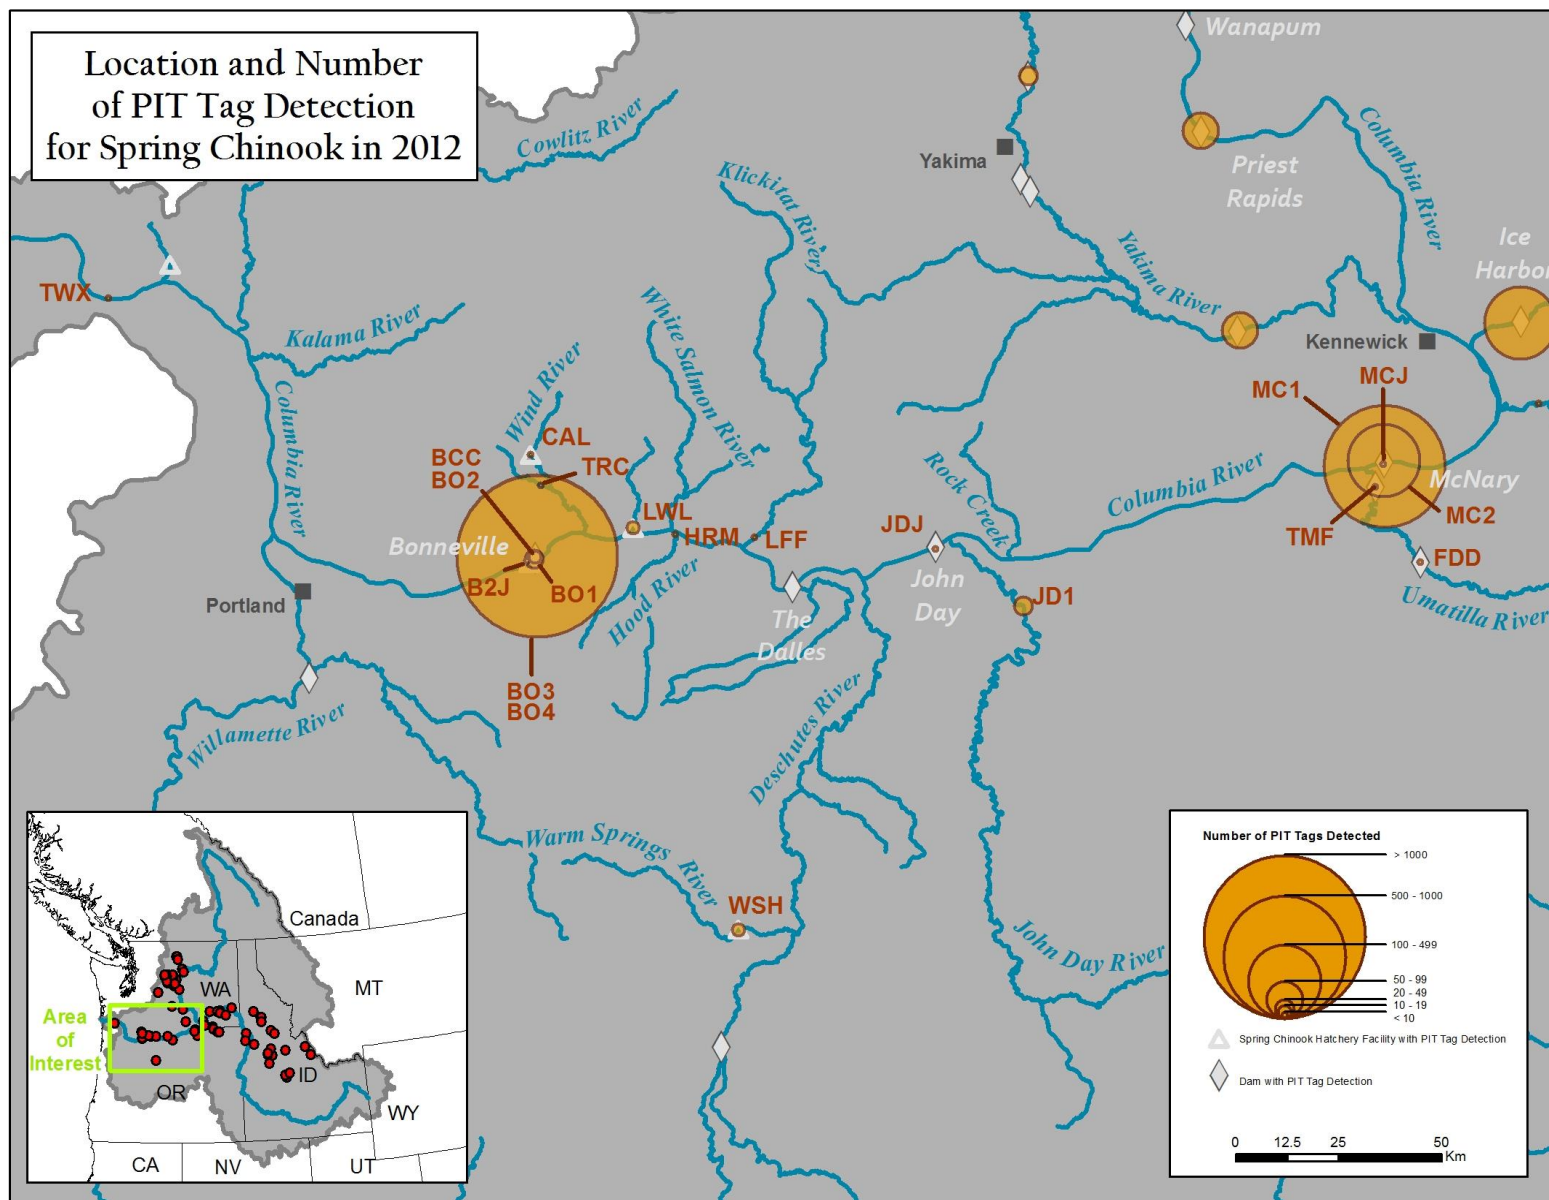 Location and Number
of PIT Tag Detection
for Spring Chinook in 2012
Wanapum
Cowlitz River
Columbia River
Yakima
Priest
Rapids
Klickitat River
Ice
Harbor
Yakima River
TWX
Kalama River
White Salmon River
Kennewick
MCJ
MC1
Columbia River
Wind River
CAL
BCC
BO2
TRC
Rock Creek
Columbia River
McNary
MC2
TMF
LWL
HRM
LFF
JDJ
Bonneville
FDD
B2J
BO1
John
Day
JD1
Umatilla River
Portland
Hood River
The
Dalles
BO3
BO4
Willamette River
Deschutes River
Warm Springs River
WSH
John Day River
Canada
WA
MT
Area
of
Interest
OR
ID
WY
CA
NV
UT
Number of PIT Tags Detected
> 1000
500 - 1000
100 - 499
50 - 99
20 - 49
10 - 19
< 10
Spring Chinook Hatchery Facility with PIT Tag Detection
Dam with PIT Tag Detection
0 12.5 25 50
Km